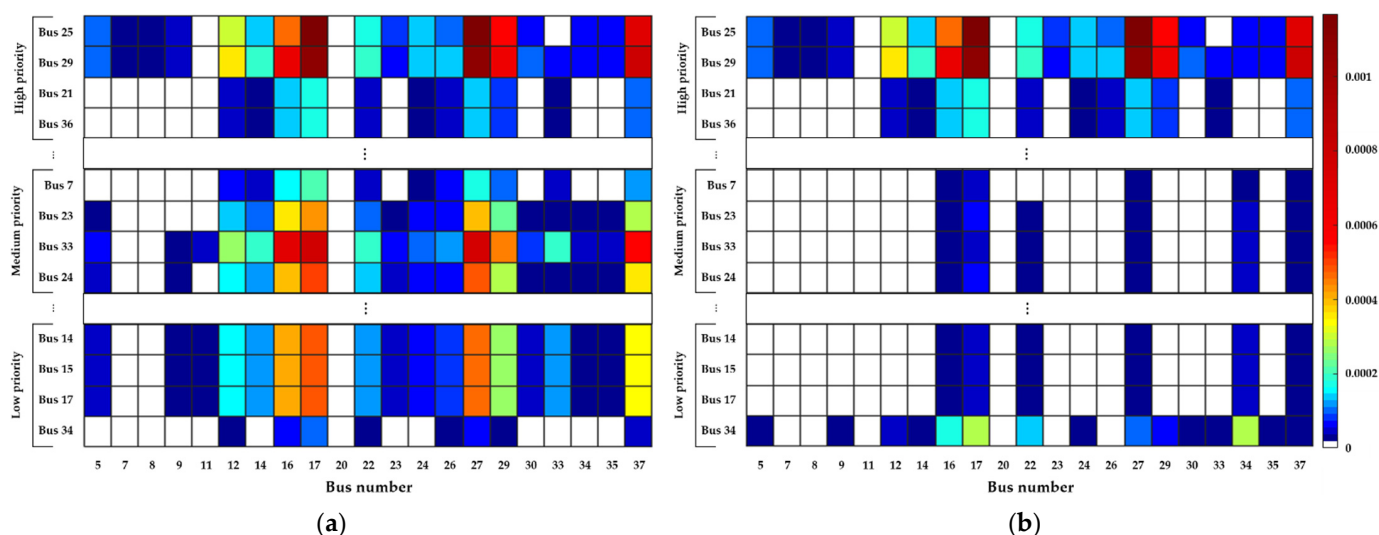 High priority
Bus 25
Bus 29
Bus 21
Bus 36
...
⋮
Medium priority
Bus 7
Bus 23
Bus 33
Bus 24
...
⋮
Low priority
Bus 14
Bus 15
Bus 17
Bus 34
5 7 8 9 11 12 14 16 17 20 22 23 24 26 27 29 30 33 34 35 37
Bus number
(a)
High priority
Bus 25
Bus 29
Bus 21
Bus 36
...
⋮
Medium priority
Bus 7
Bus 23
Bus 33
Bus 24
...
⋮
Low priority
Bus 14
Bus 15
Bus 17
Bus 34
5 7 8 9 11 12 14 16 17 20 22 23 24 26 27 29 30 33 34 35 37
Bus number
(b)
0.001
0.0008
0.0006
0.0004
0.0002
0